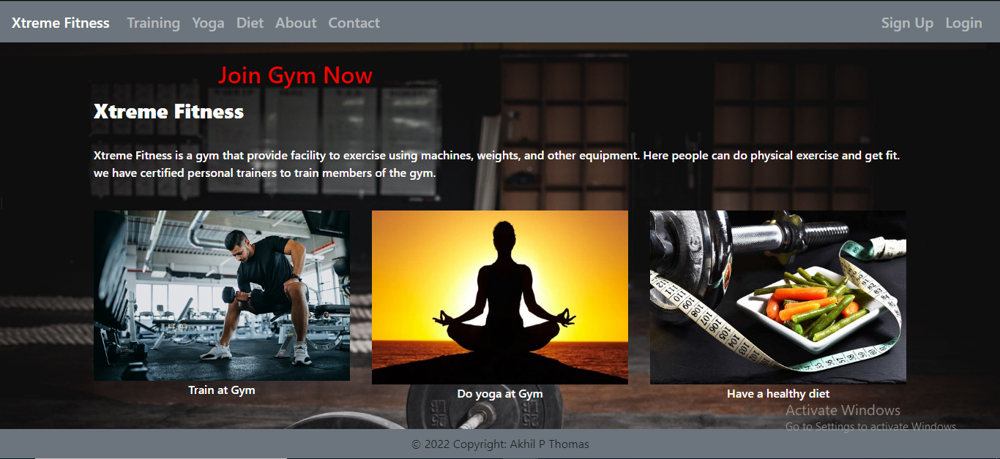 Xtreme Fitness Training Yoga Diet About Contact Sign Up Login
Join Gym Now
Xtreme Fitness
Xtreme Fitness is a gym that provide facility to exercise using machines, weights, and other equipment. Here people can do physical exercise and get fit.
we have certified personal trainers to train members of the gym.
Train at Gym
Do yoga at Gym
Have a healthy diet
Activate Windows
Go to Settings to activate Windows.
© 2022 Copyright: Akhil P Thomas